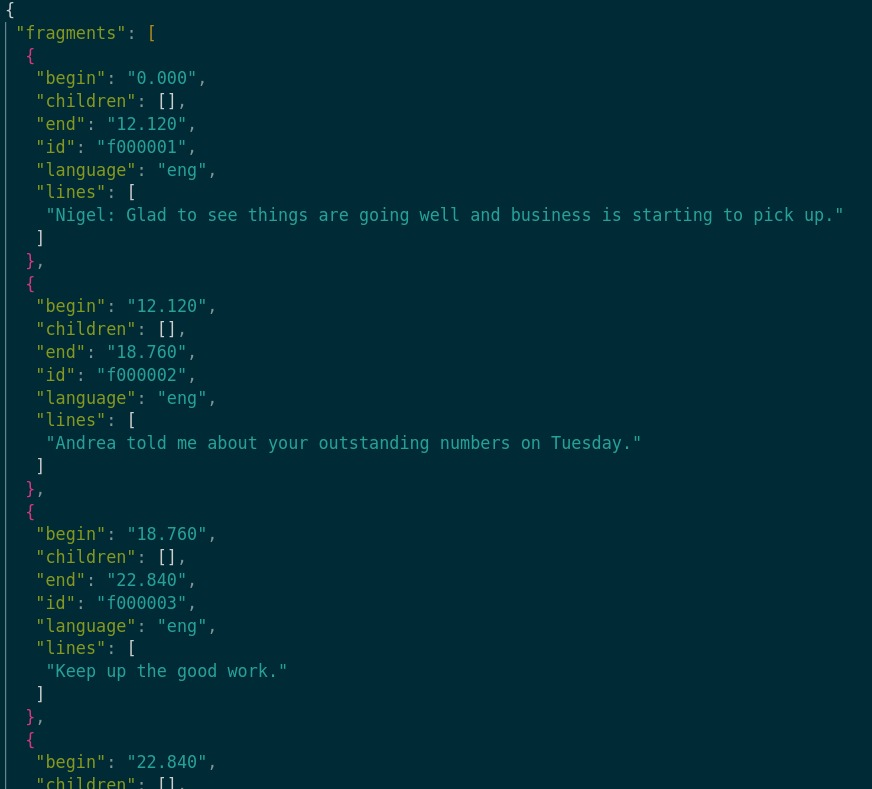 {
"fragments": [
{
"begin": "0.000",
"children": [],
"end": "12.120",
"id": "f000001",
"language": "eng",
"lines": [
"Nigel: Glad to see things are going well and business is starting to pick up."
]
},
{
"begin": "12.120",
"children": [],
"end": "18.760",
"id": "f000002",
"language": "eng",
"lines": [
"Andrea told me about your outstanding numbers on Tuesday."
]
},
{
"begin": "18.760",
"children": [],
"end": "22.840",
"id": "f000003",
"language": "eng",
"lines": [
"Keep up the good work."
]
},
{
"begin": "22.840",
"children": [],